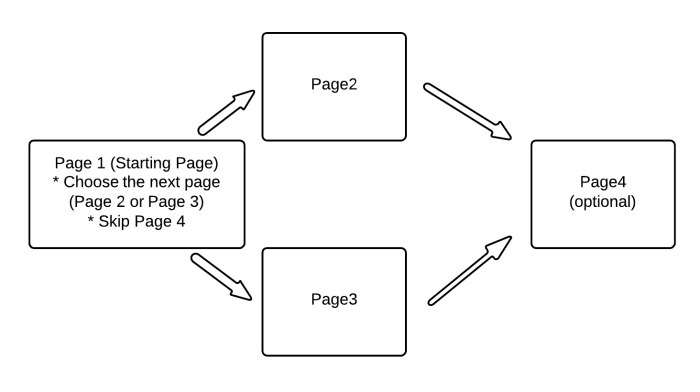 Page2
Page 1 (Starting Page)
* Choose the next page
(Page 2 or Page 3)
* Skip Page 4
Page4
(optional)
Page3